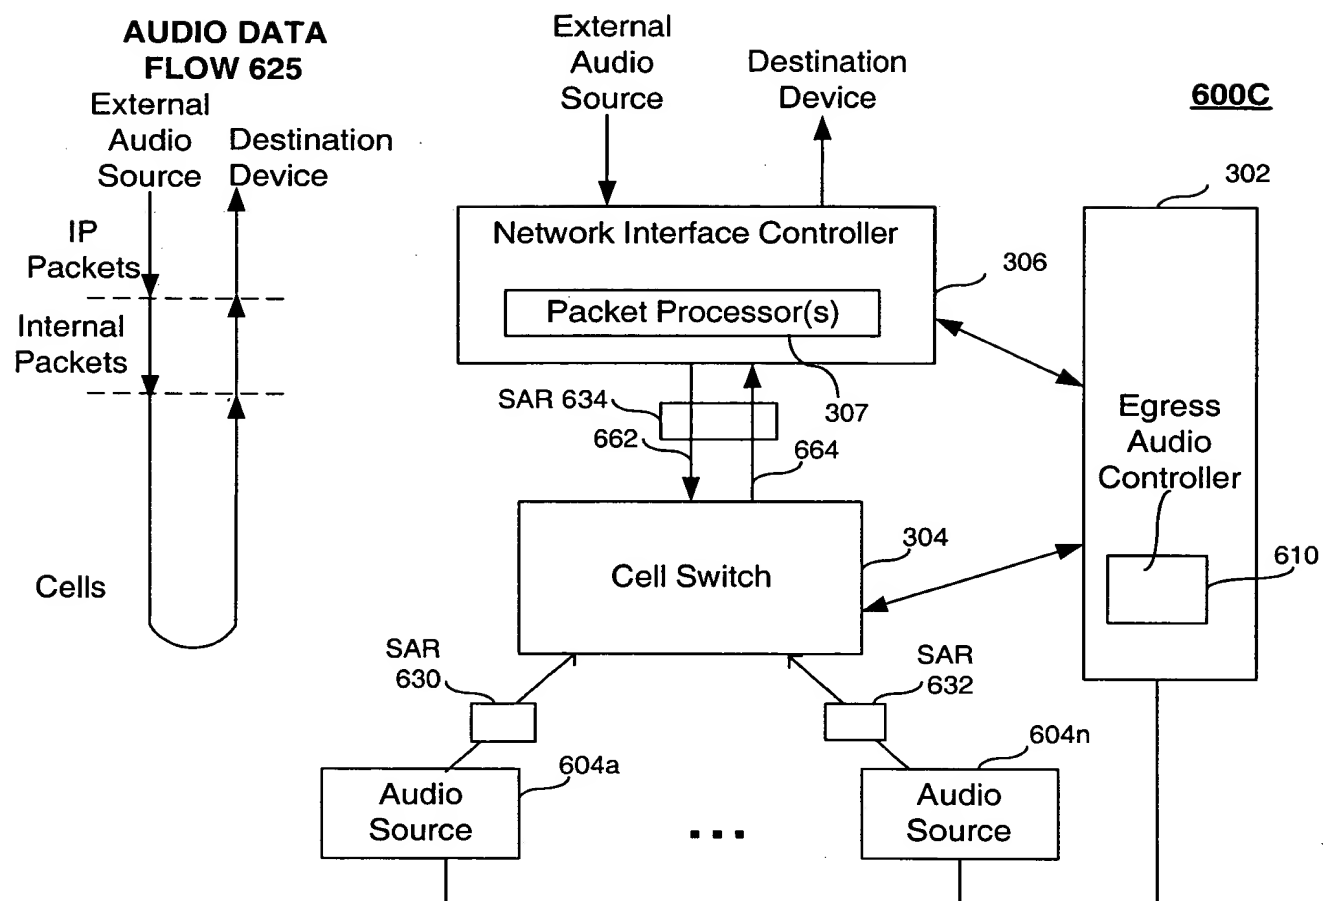 AUDIO DATA
FLOW 625
External
Audio
Source
Destination
Device
IP
Packets
Internal
Packets
Cells
External
Audio
Source
Destination
Device
600C
302
Network Interface Controller
306
Packet Processor(s)
307
SAR 634
662
664
Egress
Audio
Controller
610
304
Cell Switch
SAR
630
SAR
632
604a
Audio
Source
...
604n
Audio
Source